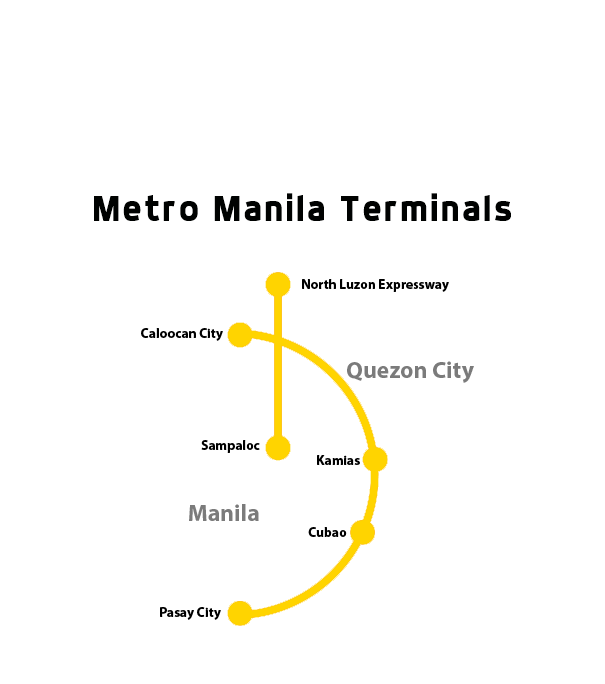 Metro Manila Terminals
North Luzon Expressway
Caloocan City
Quezon City
Sampaloc
Kamias
Manila
Cubao
Pasay City